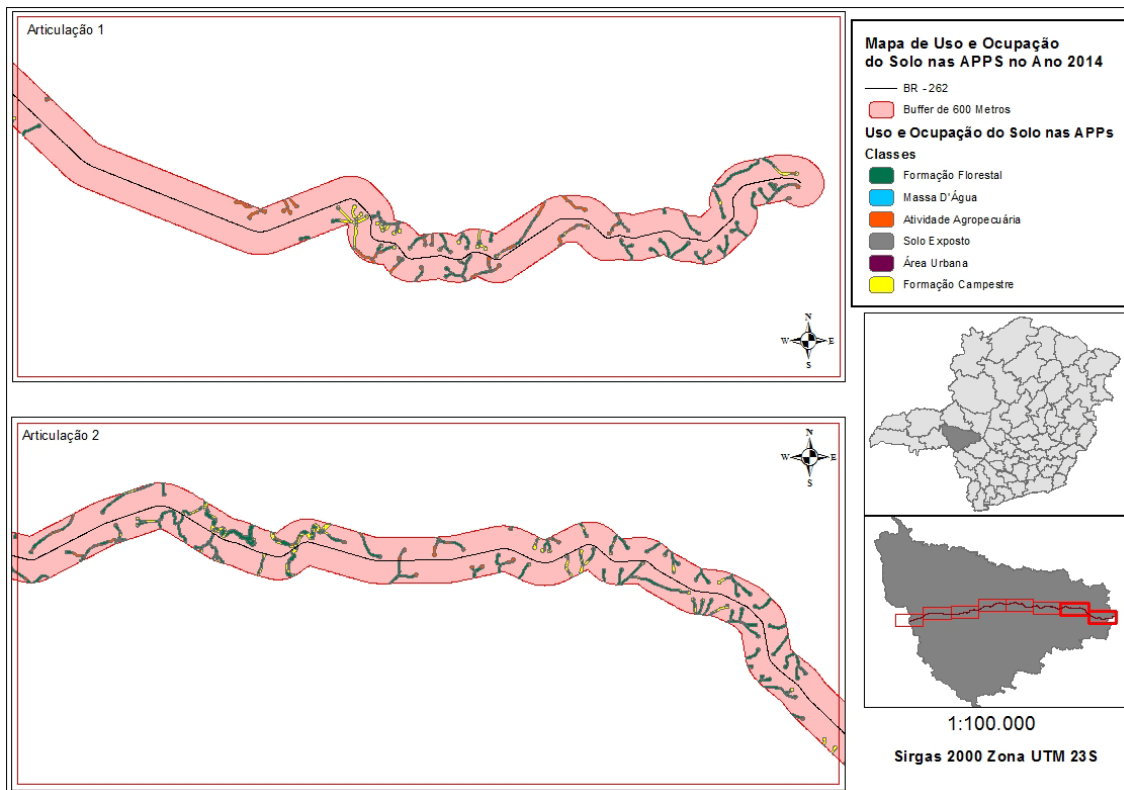 Articulação 1
N
W
E
S
Articulação 2
N
W
E
S
Mapa de Uso e Ocupação
do Solo nas APPS no Ano 2014
BR - 262
Buffer de 600 Metros
Uso e Ocupação do Solo nas APPs
Classes
Formação Florestal
Massa D'Água
Atividade Agropecuária
Solo Exposto
Área Urbana
Formação Campestre
1:100.000
Sirgas 2000 Zona UTM 23S